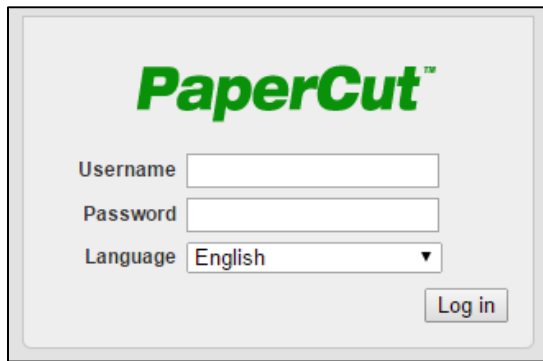 PaperCut™
Username
Password
Language English
Log in